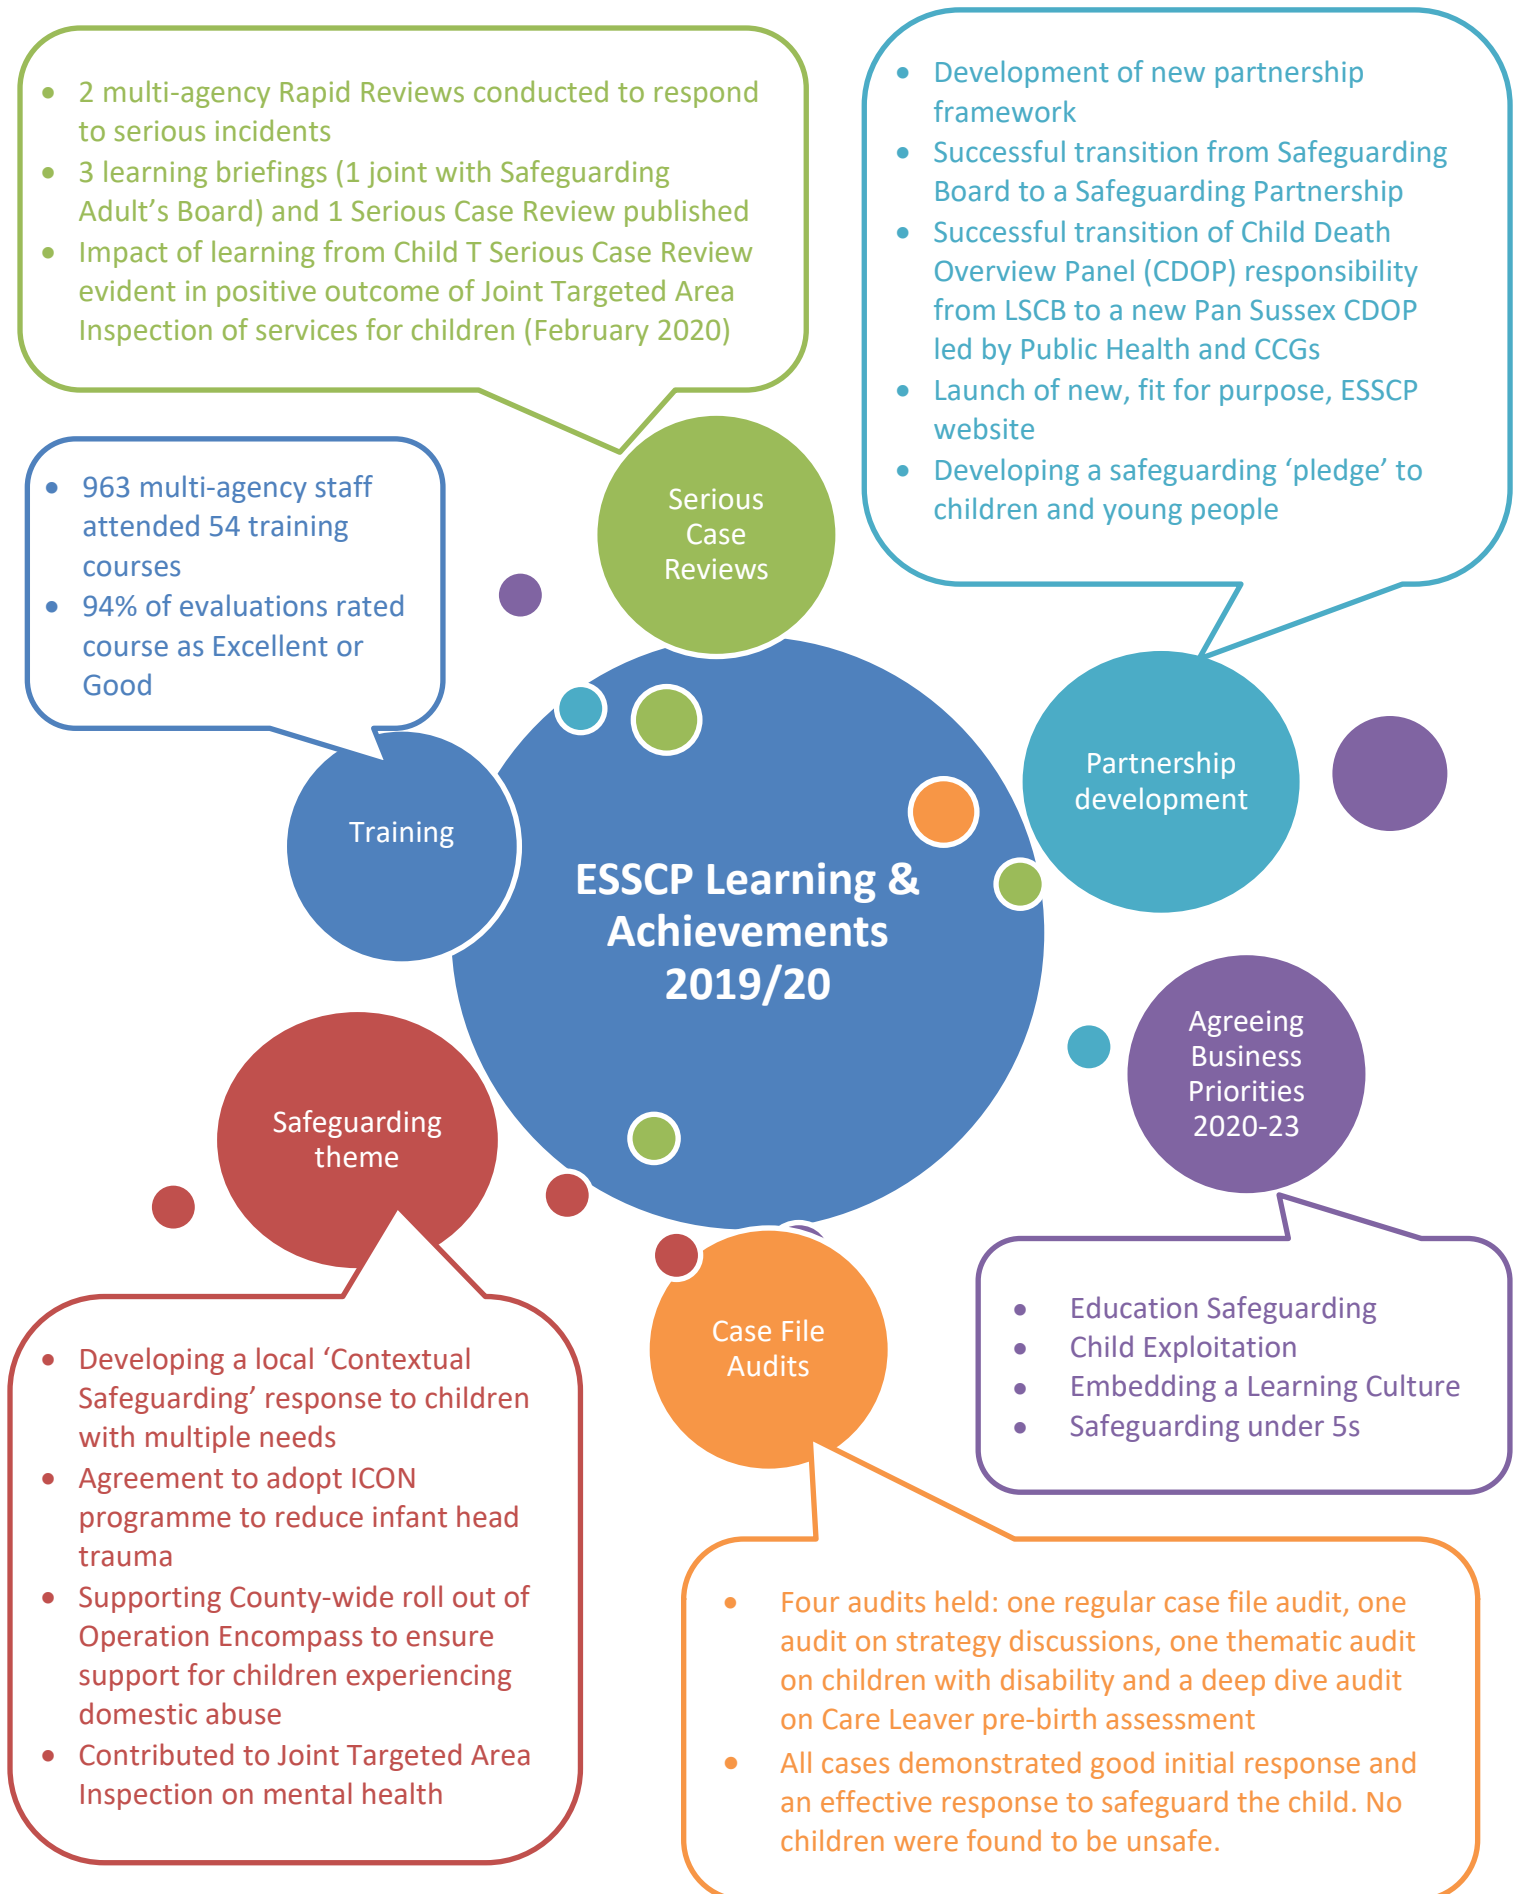 • 2 multi-agency Rapid Reviews conducted to respond
to serious incidents
• 3 learning briefings (1 joint with Safeguarding
Adult’s Board) and 1 Serious Case Review published
• Impact of learning from Child T Serious Case Review
evident in positive outcome of Joint Targeted Area
Inspection of services for children (February 2020)
• Development of new partnership
framework
• Successful transition from Safeguarding
Board to a Safeguarding Partnership
• Successful transition of Child Death
Overview Panel (CDOP) responsibility
from LSCB to a new Pan Sussex CDOP
led by Public Health and CCGs
• Launch of new, fit for purpose, ESSCP
website
• Developing a safeguarding ‘pledge’ to
children and young people
• 963 multi-agency staff
attended 54 training
courses
• 94% of evaluations rated
course as Excellent or
Good
Serious
Case
Reviews
Partnership
development
Training
ESSCP Learning &
Achievements
2019/20
Agreeing
Business
Priorities
2020-23
Safeguarding
theme
Case File
Audits
• Education Safeguarding
• Child Exploitation
• Embedding a Learning Culture
• Safeguarding under 5s
• Developing a local ‘Contextual
Safeguarding’ response to children
with multiple needs
• Agreement to adopt ICON
programme to reduce infant head
trauma
• Supporting County-wide roll out of
Operation Encompass to ensure
support for children experiencing
domestic abuse
• Contributed to Joint Targeted Area
Inspection on mental health
• Four audits held: one regular case file audit, one
audit on strategy discussions, one thematic audit
on children with disability and a deep dive audit
on Care Leaver pre-birth assessment
• All cases demonstrated good initial response and
an effective response to safeguard the child. No
children were found to be unsafe.